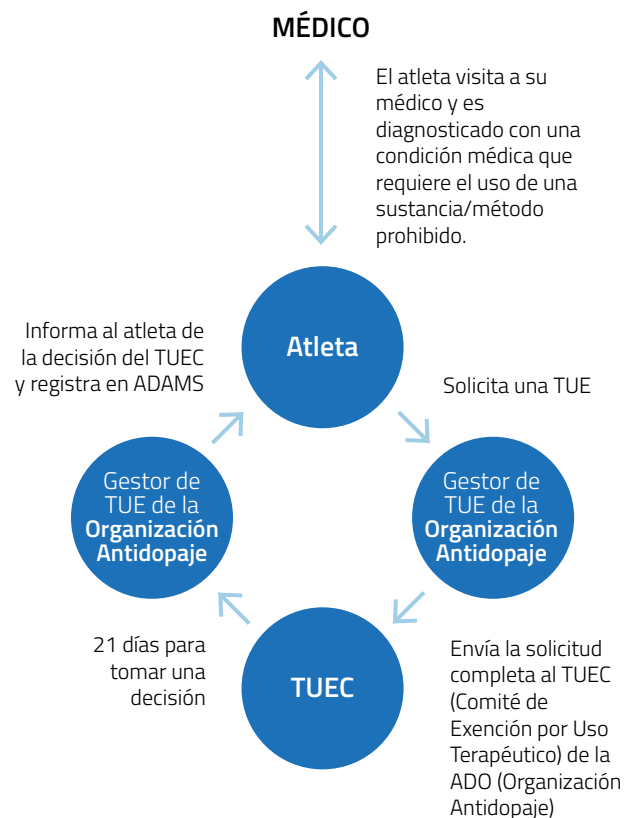 MÉDICO
El atleta visita a su
médico y es
diagnosticado con una
condición médica que
requiere el uso de una
sustancia/método
prohibido.
Atleta
Informa al atleta de
la decisión del TUEC
y registra en ADAMS
Solicita una TUE
Gestor de
TUE de la
Organización
Antidopaje
Gestor de
TUE de la
Organización
Antidopaje
21 días para
tomar una
decisión
TUEC
Envía la solicitud
completa al TUEC
(Comité de
Exención por Uso
Terapéutico) de la
ADO (Organización
Antidopaje)